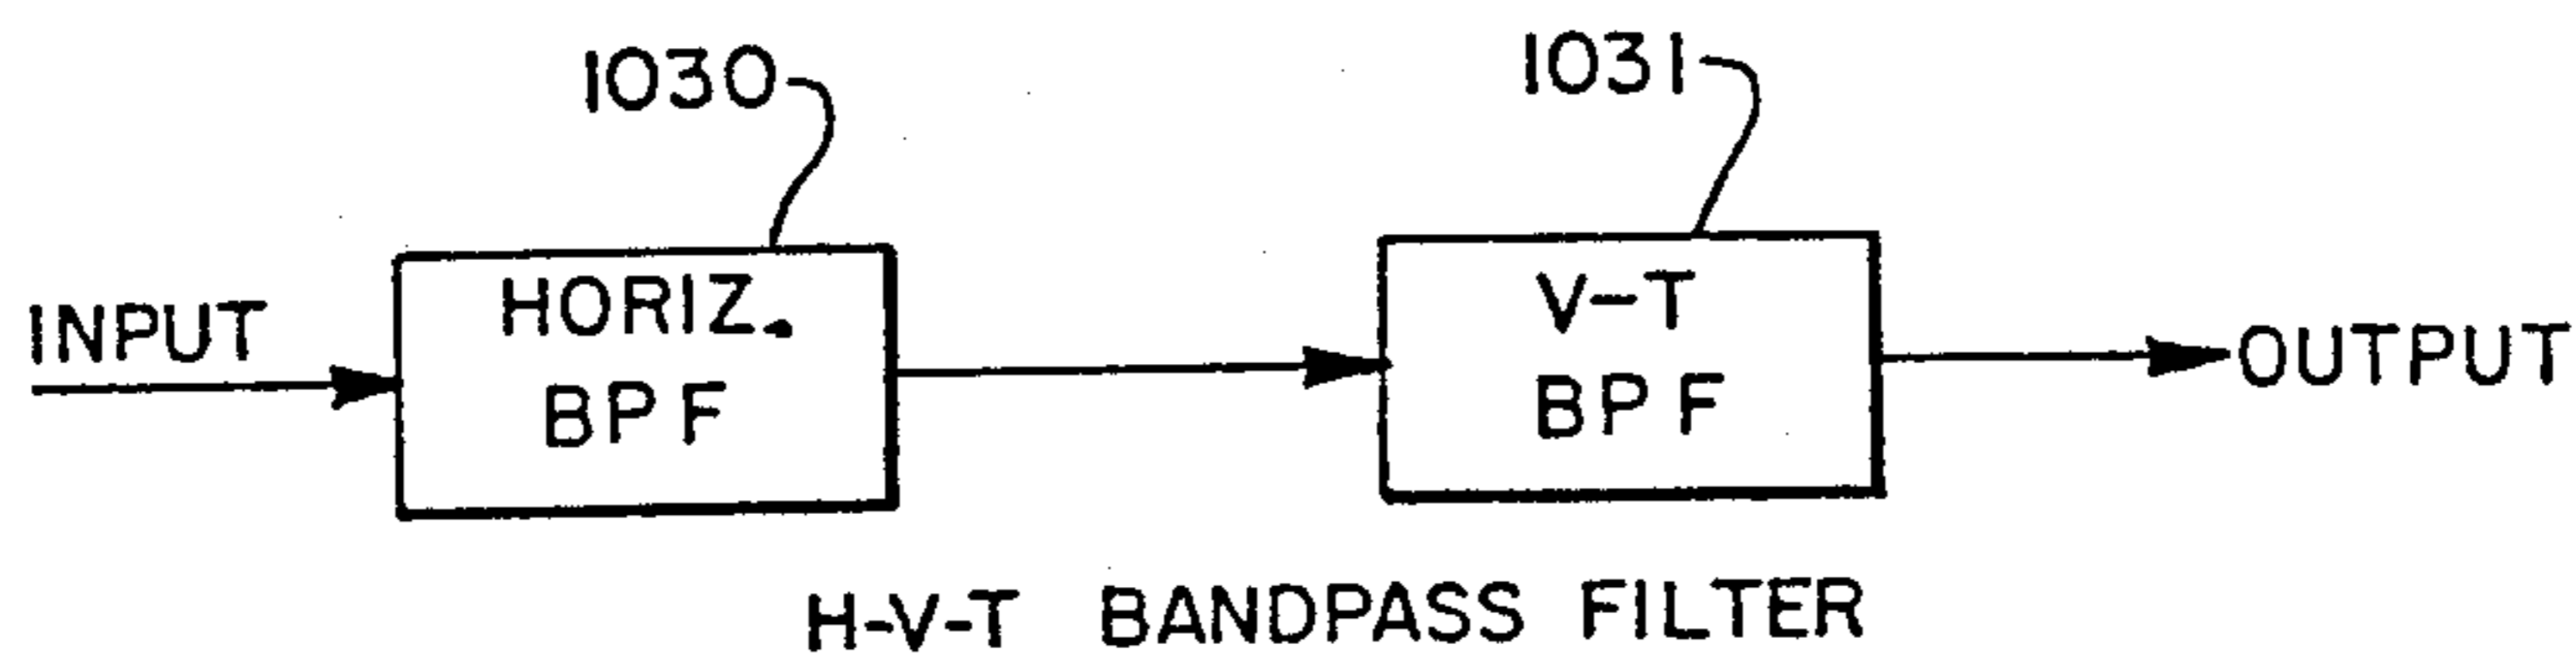 1030
1031
INPUT
HORIZ.
BPF
V-T
BPF
OUTPUT
H-V-T BANDPASS FILTER